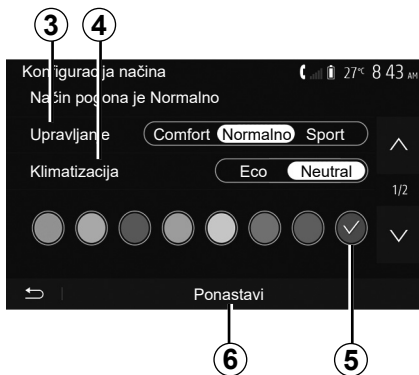 3 4
Konfiguracija načina 27°C 8 43 AM
Način pogona je Normalno
Upravljanje Comfort Normalno Sport
Klimatizacija Eco Neutral
1/2
Ponastavi
6 5